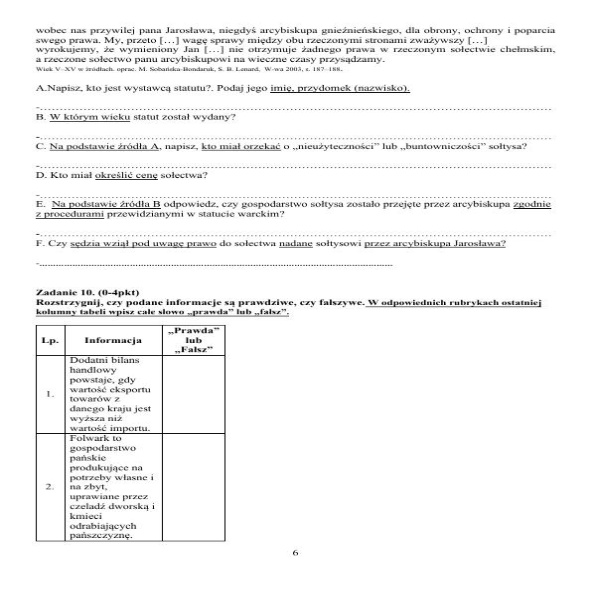 wobec nas przywilej pana Jarosława, niegdyś arcybiskupa gnieźnieńskiego, dla obrony, ochrony i poparcia
swego prawa. My, przeto […] wagę sprawy między obu rzeczonymi stronami zważywszy […]
wyrokujemy, że wymieniony Jan […] nie otrzymuje żadnego prawa w rzeczonym sołectwie chełmskim,
a rzeczone sołectwo panu arcybiskupowi na wieczne czasy przysądzamy.
Wiek V–XV w źródłach. oprac. M. Sobańska-Bondaruk, S. B. Lenard, W-wa 2003, s. 187–188.
A.Napisz, kto jest wystawcą statutu?. Podaj jego imię, przydomek (nazwisko).
-........................................................................
B. W którym wieku statut został wydany?
-........................................................................
C. Na podstawie źródła A, napisz, kto miał orzekać o „nieużyteczności” lub „buntowniczości” sołtysa?
-........................................................................
D. Kto miał określić cenę sołectwa?
-........................................................................
E. Na podstawie źródła B odpowiedz, czy gospodarstwo sołtysa zostało przejęte przez arcybiskupa zgodnie
z procedurami przewidzianymi w statucie warckim?
-........................................................................
F. Czy sędzia wziął pod uwagę prawo do sołectwa nadane sołtysowi przez arcybiskupa Jarosława?
-........................................................................
Zadanie 10. (0-4pkt)
Rozstrzygnij, czy podane informacje są prawdziwe, czy fałszywe. W odpowiednich rubrykach ostatniej
kolumny tabeli wpisz całe słowo „prawda” lub „fałsz”.
Lp.
Informacja
„Prawda”
lub
„Fałsz”
1.
Dodatni bilans
handlowy
powstaje, gdy
wartość eksportu
towarów z
danego kraju jest
wyższa niż
wartość importu.
2.
Folwark to
gospodarstwo
pańskie
produkujące na
potrzeby własne i
na zbyt,
uprawiane przez
czeladź dworską i
kmieci
odrabiających
pańszczyznę.
6